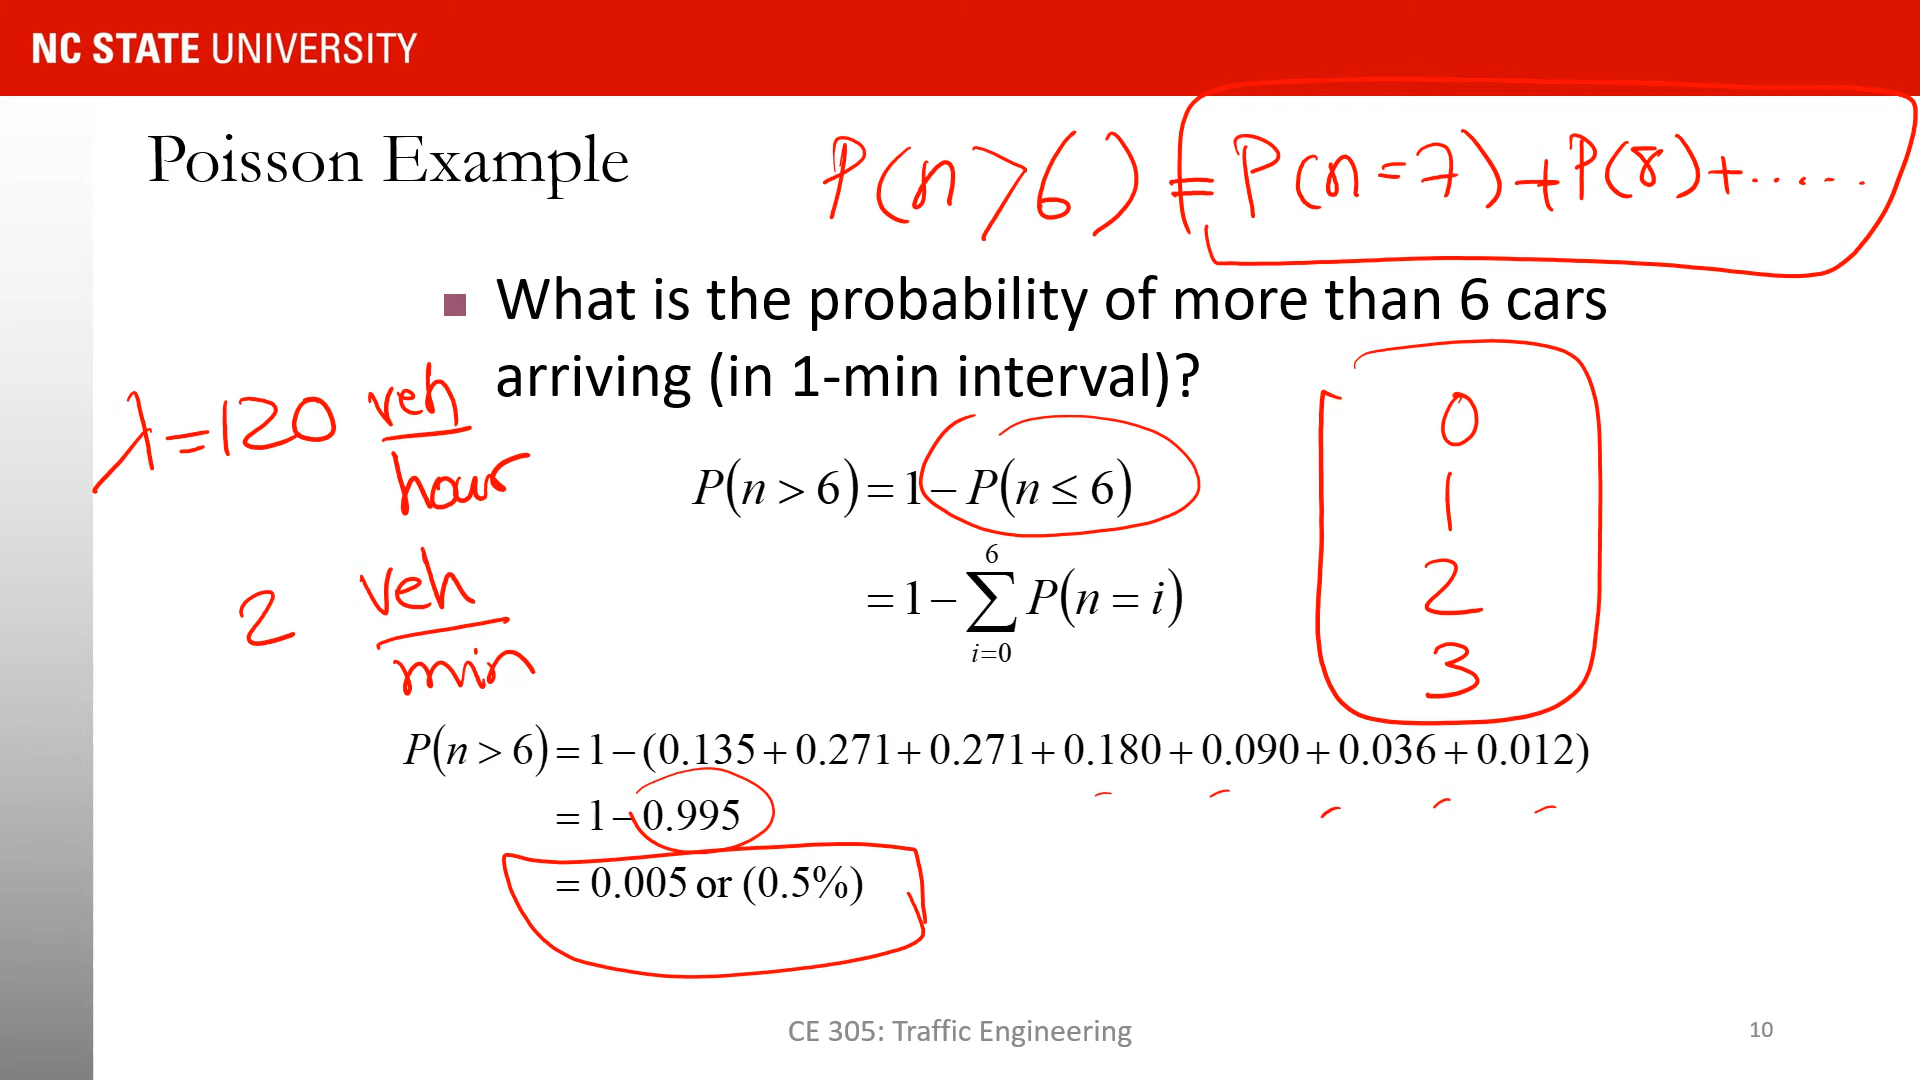 NC STATE UNIVERSITY
Poisson Example
P(n>6) = P(n=7)+P(8)+.....
■ What is the probability of more than 6 cars
arriving (in 1-min interval)?
λ=120 veh/hour
2 veh/min
P(n > 6) = 1 − P(n ≤ 6)
= 1 − ∑_{i=0}^{6} P(n = i)
0
1
2
3
P(n > 6) = 1 − (0.135 + 0.271 + 0.271 + 0.180 + 0.090 + 0.036 + 0.012)
= 1 − 0.995
= 0.005 or (0.5%)
CE 305: Traffic Engineering
10